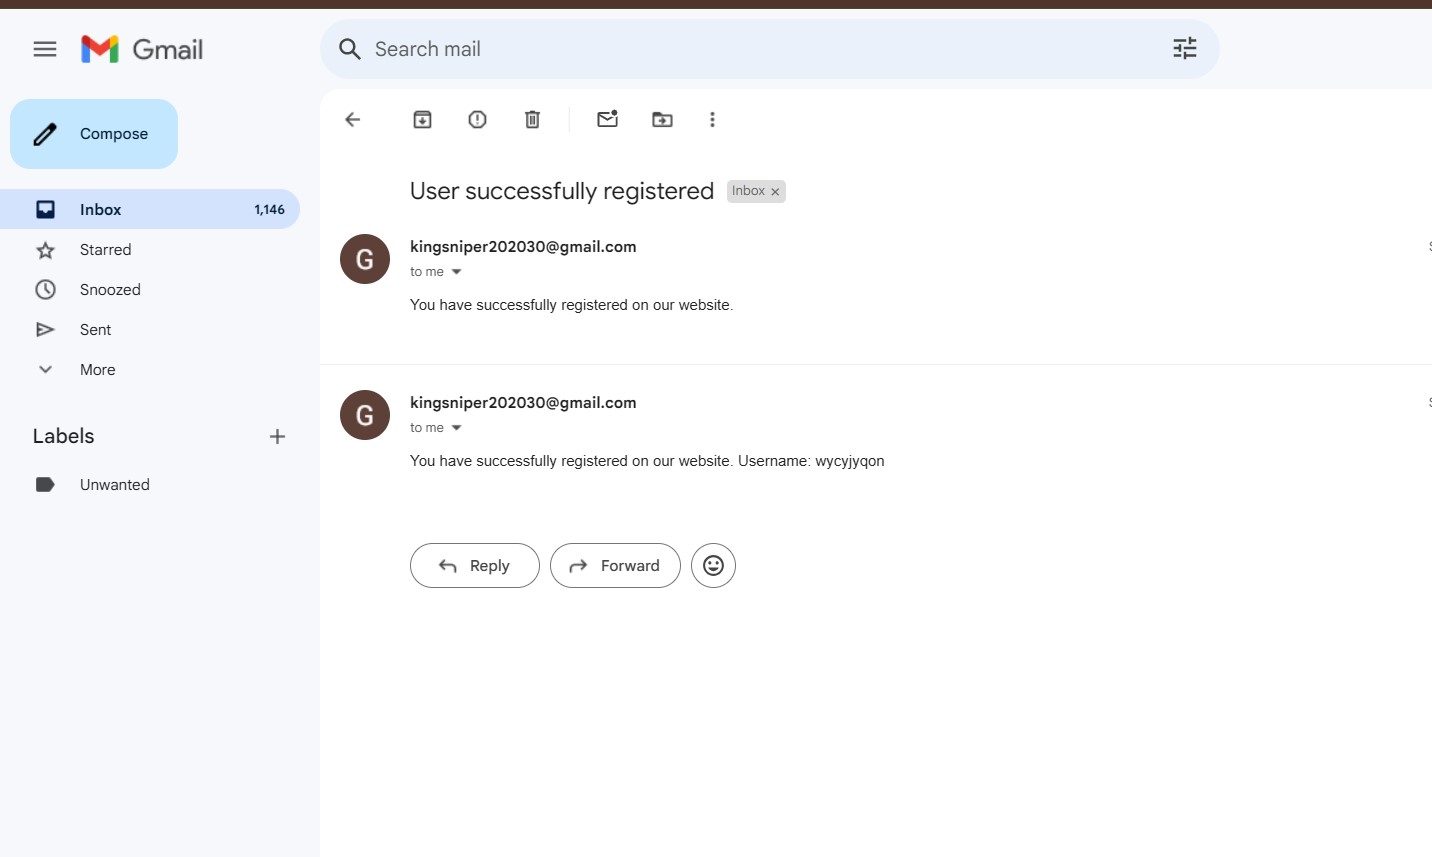 Gmail
Search mail
Compose
Inbox 1,146
Starred
Snoozed
Sent
More
Labels
Unwanted
User successfully registered Inbox
G
kingsniper202030@gmail.com
to me
You have successfully registered on our website.
G
kingsniper202030@gmail.com
to me
You have successfully registered on our website. Username: wycyjyqon
Reply
Forward